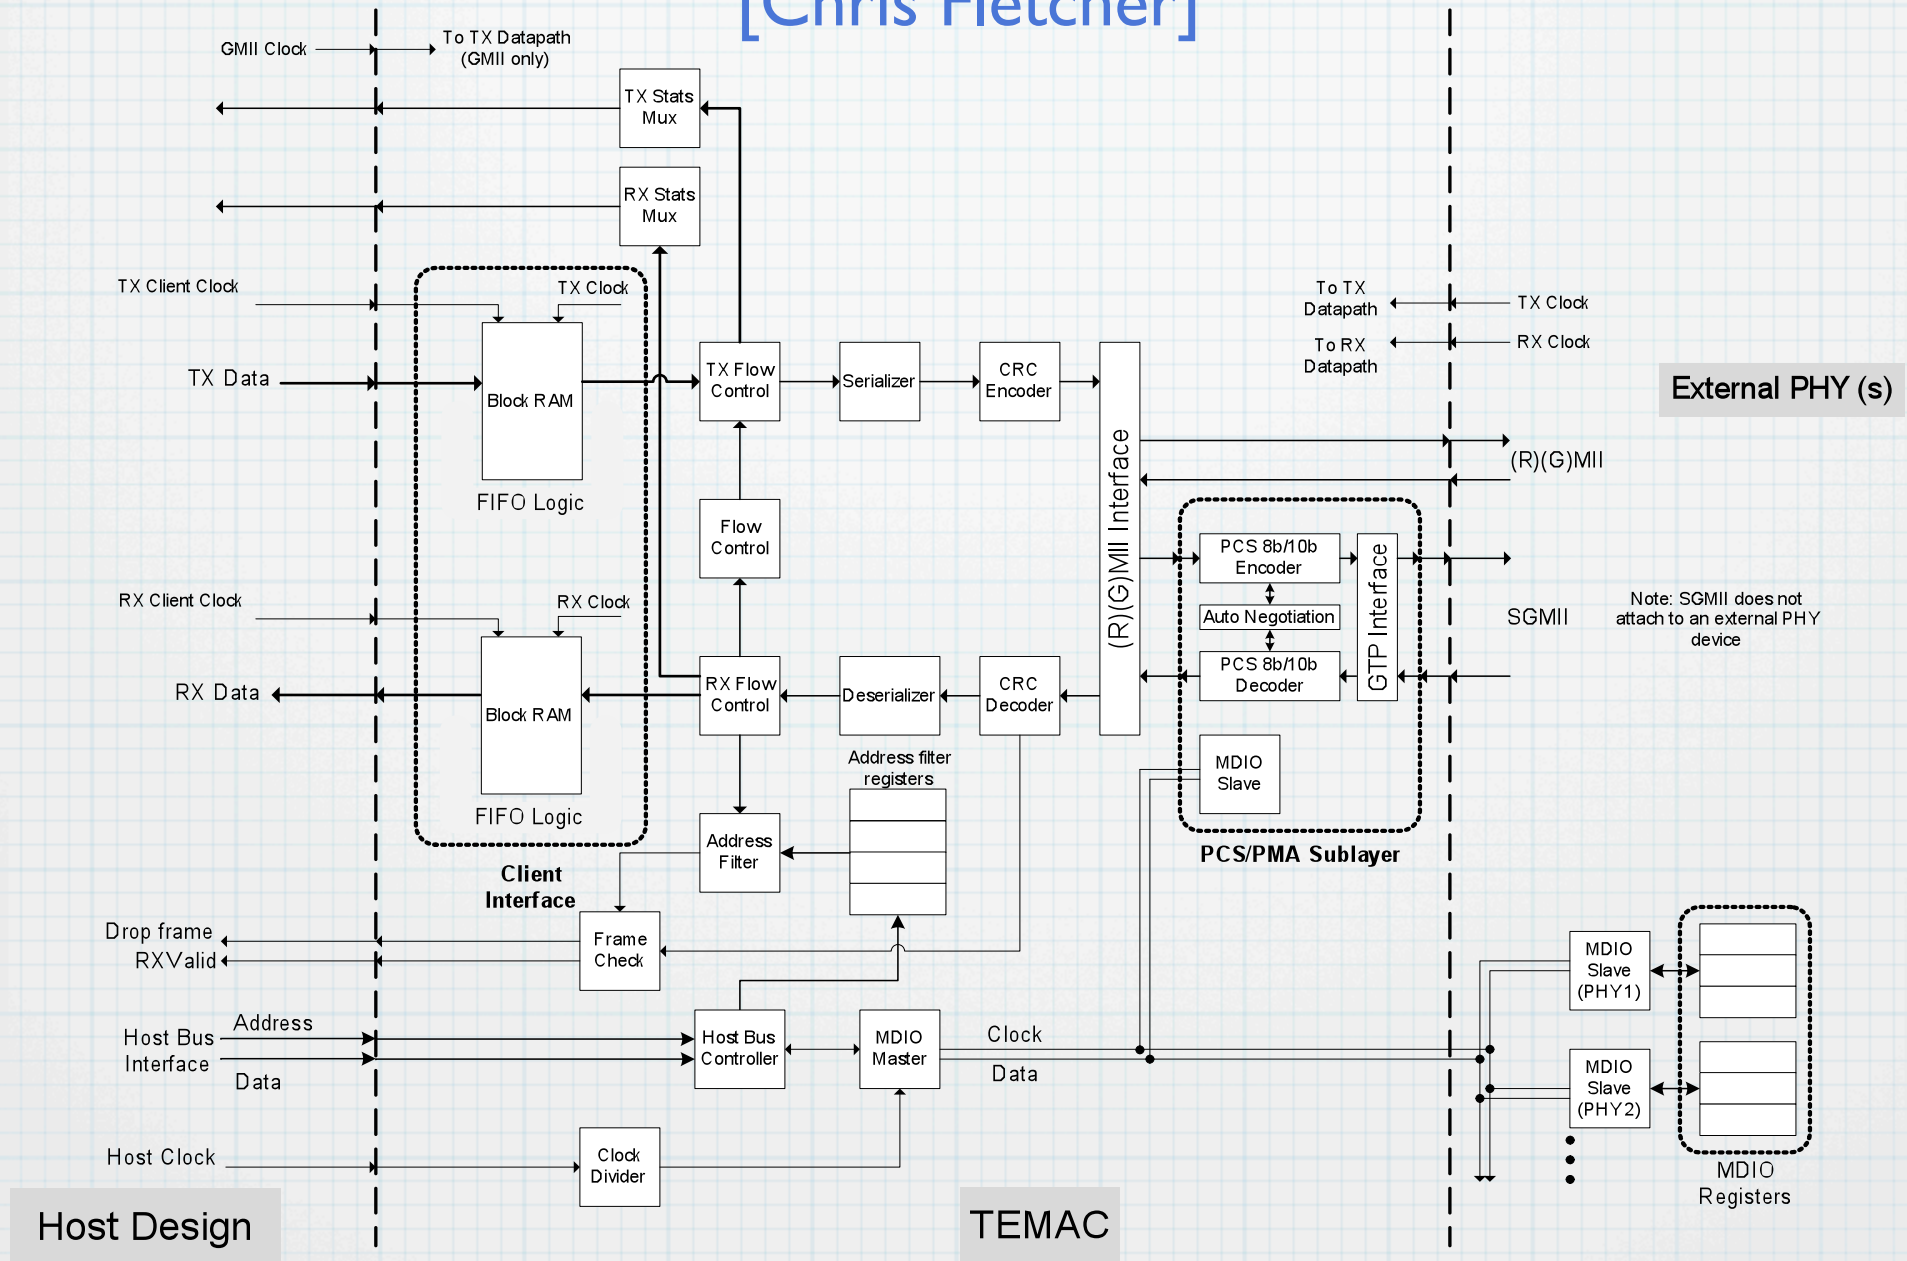 [Chris Fletcher]
GMII Clock
To TX Datapath
(GMII only)
TX Stats
Mux
RX Stats
Mux
TX Client Clock
TX Clock
To TX
Datapath
TX Clock
To RX
Datapath
RX Clock
TX Data
Block RAM
FIFO Logic
TX Flow
Control
Serializer
CRC
Encoder
External PHY (s)
(R)(G)MII Interface
(R)(G)MII
Flow
Control
PCS 8b/10b
Encoder
Auto Negotiation
PCS 8b/10b
Decoder
GTP Interface
SGMII
Note: SGMII does not
attach to an external PHY
device
RX Client Clock
RX Clock
RX Data
Block RAM
FIFO Logic
RX Flow
Control
Deserializer
CRC
Decoder
Address filter
registers
MDIO
Slave
PCS/PMA Sublayer
Address
Filter
Client
Interface
Drop frame
RXValid
Frame
Check
MDIO
Slave
(PHY1)
Host Bus
Interface
Address
Data
Host Bus
Controller
MDIO
Master
Clock
Data
MDIO
Slave
(PHY2)
MDIO
Registers
Host Clock
Clock
Divider
Host Design
TEMAC